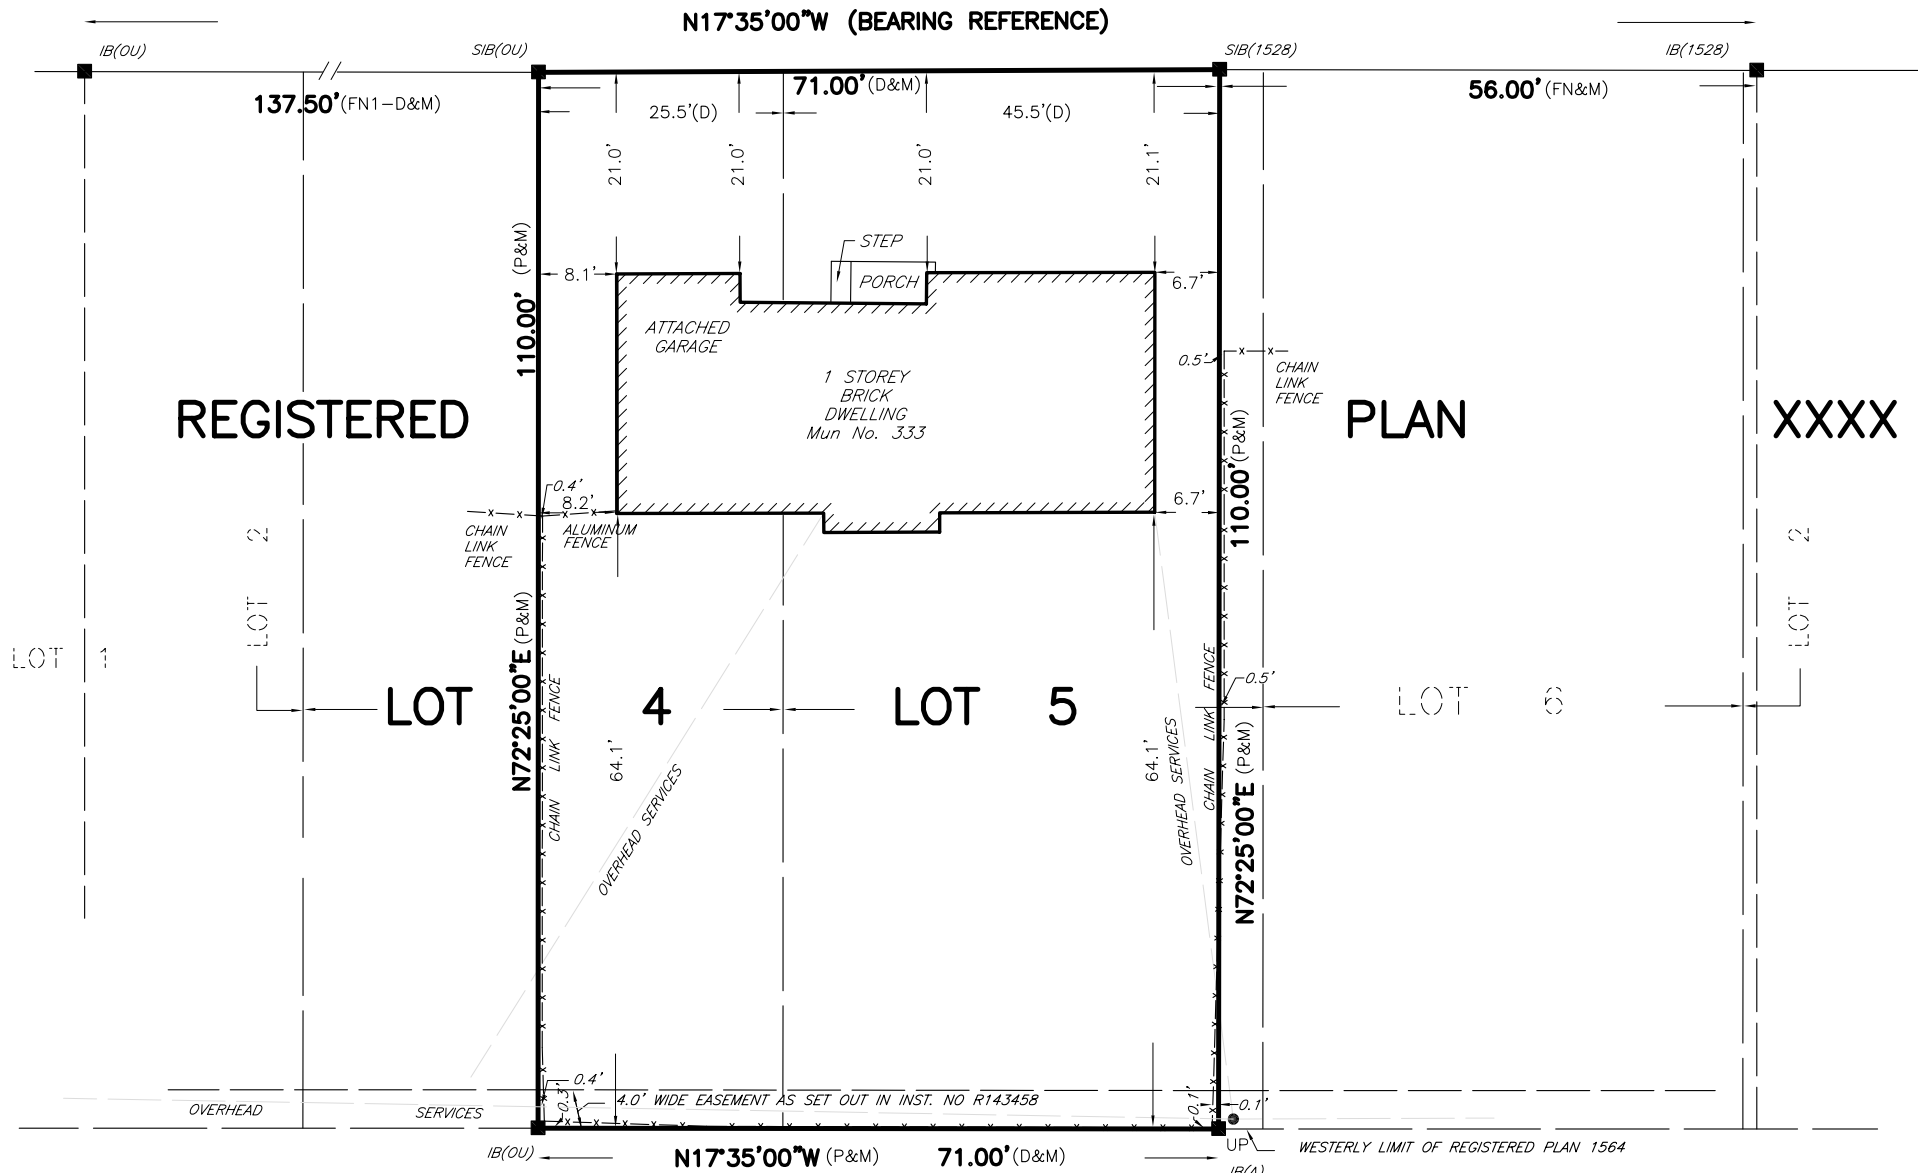 N17°35'00"W (BEARING REFERENCE)
IB(OU)
SIB(OU)
SIB(1528)
IB(1528)
137.50'(FN1-D&M)
71.00'(D&M)
56.00'(FN&M)
25.5'(D)
45.5'(D)
21.0'
21.0'
21.0'
21.1'
110.00' (P&M)
STEP
PORCH
8.1'
6.7'
ATTACHED
GARAGE
1 STOREY
BRICK
DWELLING
Mun No. 333
0.5'
CHAIN
LINK
FENCE
REGISTERED
PLAN
XXXX
110.00'(P&M)
0.4'
8.2'
6.7'
CHAIN
LINK
FENCE
ALUMINUM
FENCE
LOT 1
LOT 2
LOT 2
N72°25'00"E (P&M)
CHAIN LINK FENCE
LOT 4
LOT 5
LOT 6
CHAIN LINK FENCE
0.5'
64.1'
64.1'
OVERHEAD SERVICES
OVERHEAD SERVICES
N72°25'00"E (P&M)
0.4'
0.3'
4.0' WIDE EASEMENT AS SET OUT IN INST. NO R143458
0.1'
0.1'
OVERHEAD SERVICES
UP
WESTERLY LIMIT OF REGISTERED PLAN 1564
IB(OU)
N17°35'00"W (P&M)
71.00'(D&M)
IB(A)